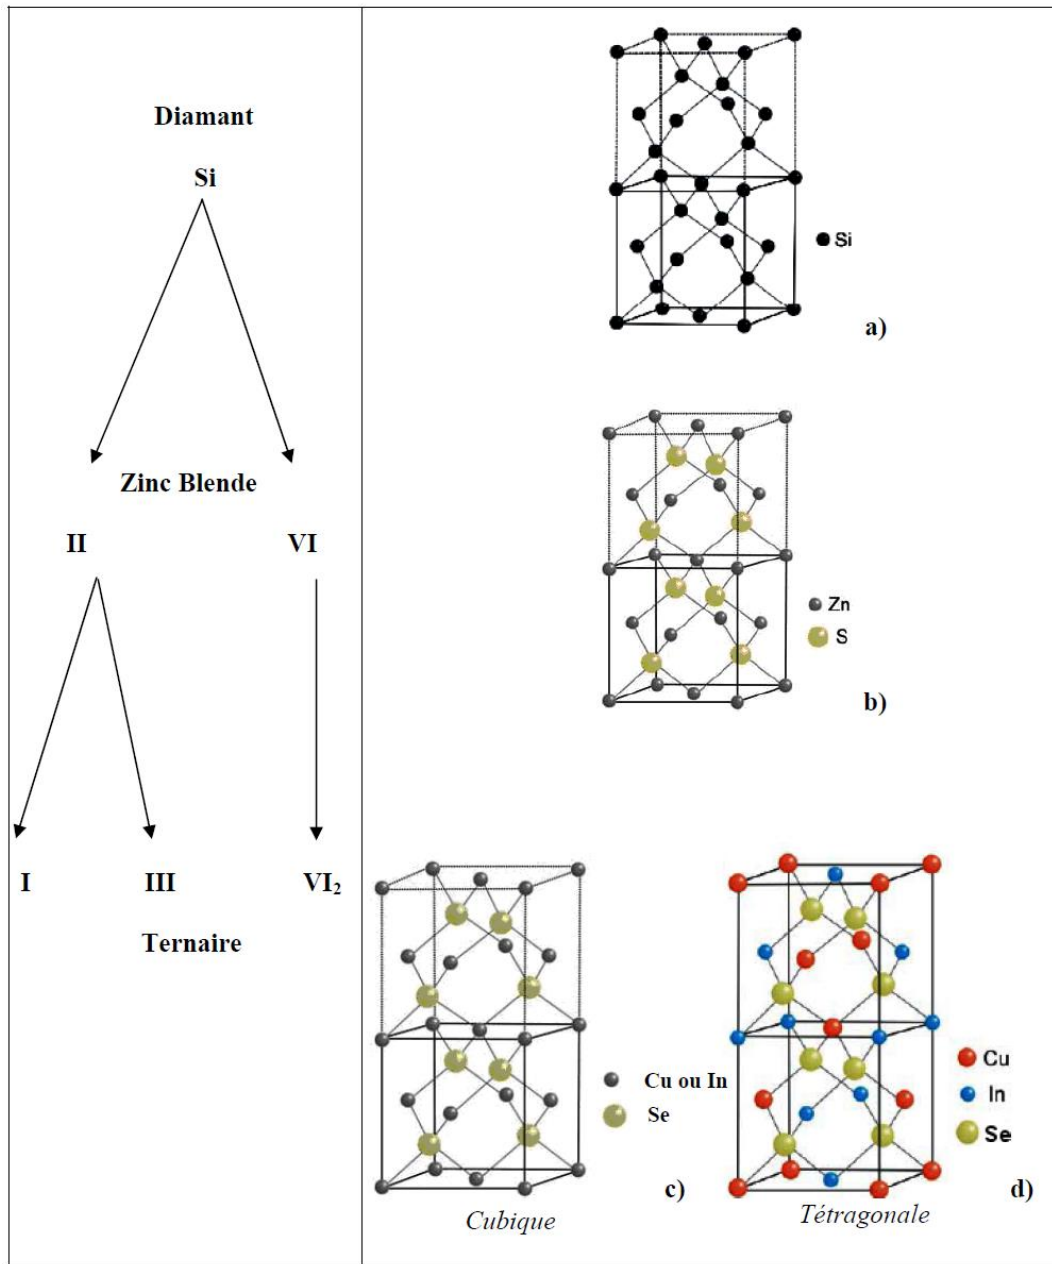 Diamant
Si
Si
a)
Zinc Blende
II VI
Zn
S
b)
I III VI₂
Ternaire
Cu ou In
Se
c)
Cubique
Cu
In
Se
d)
Tétragonale